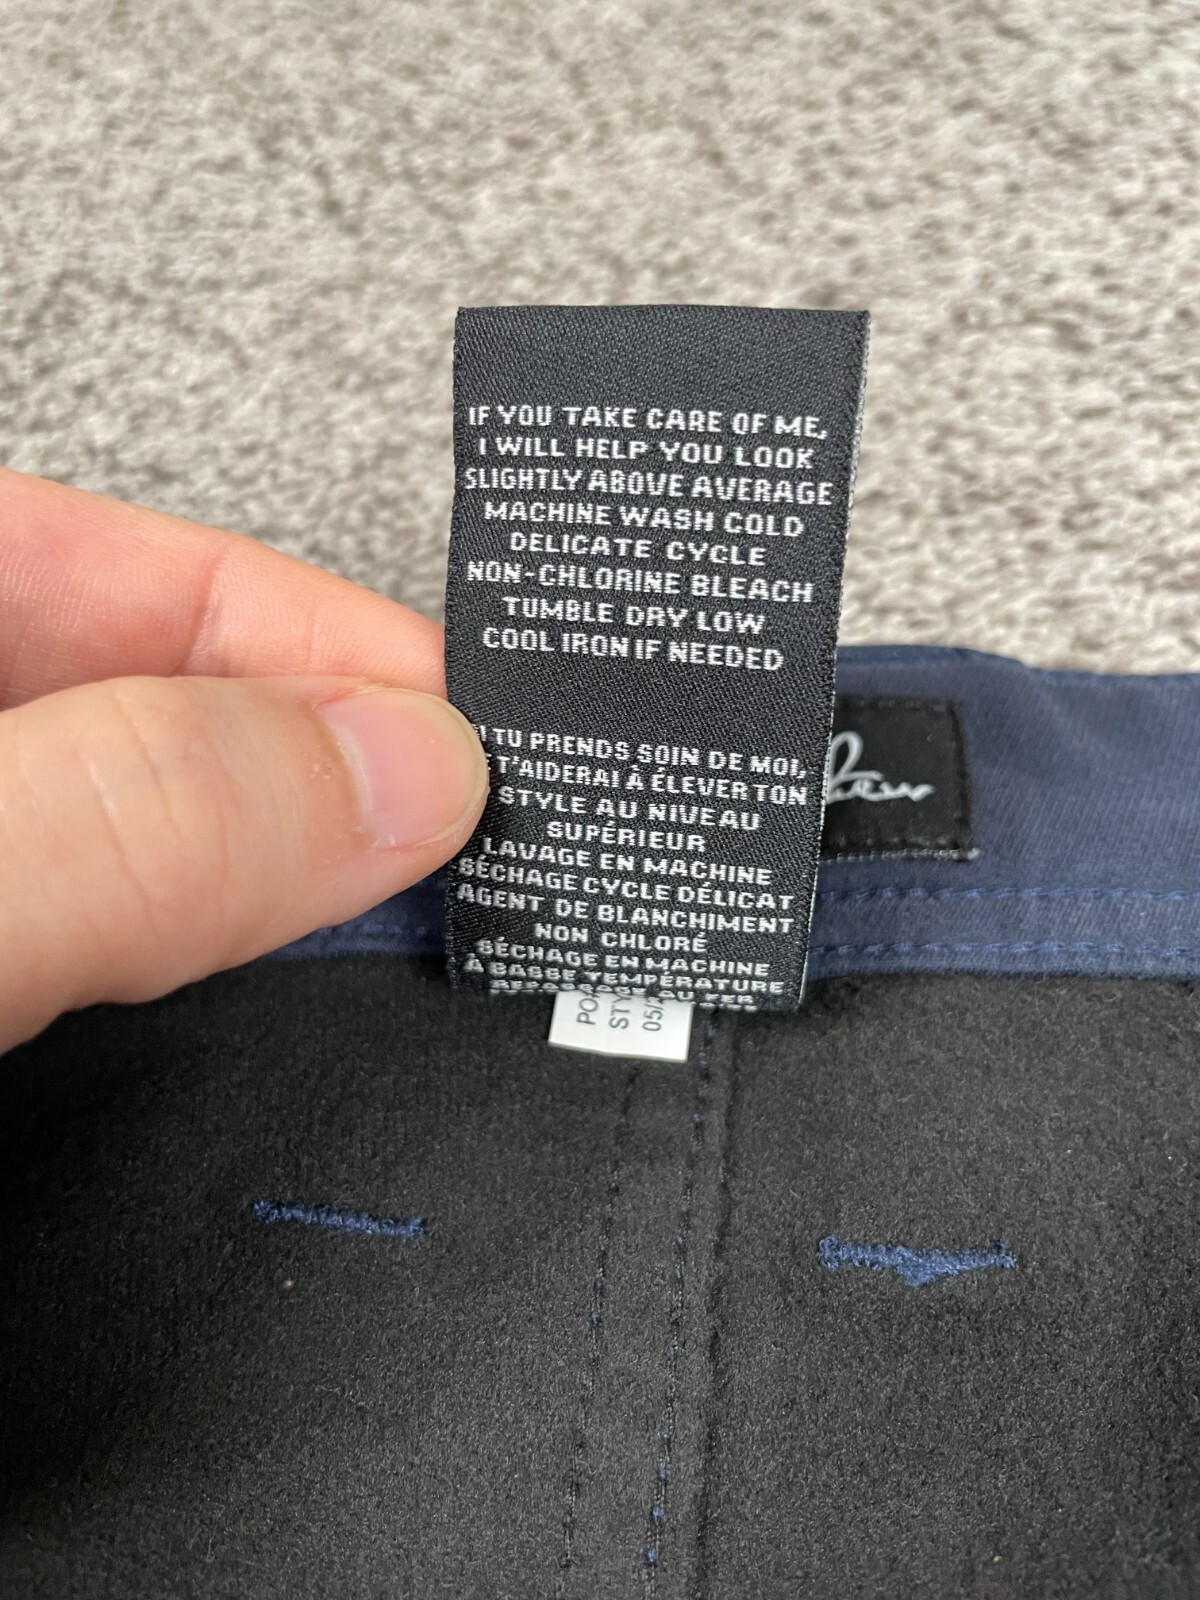 IF YOU TAKE CARE OF ME,
I WILL HELP YOU LOOK
SLIGHTLY ABOVE AVERAGE
MACHINE WASH COLD
DELICATE CYCLE
NON-CHLORINE BLEACH
TUMBLE DRY LOW
COOL IRON IF NEEDED
TU PRENDS SOIN DE MOI,
T'AIDERAI À ÉLEVER TON
STYLE AU NIVEAU
SUPÉRIEUR
LAVAGE EN MACHINE
SÉCHAGE CYCLE DÉLICAT
AGENT DE BLANCHIMENT
NON CHLORÉ
SÉCHAGE EN MACHINE
À BASSE TEMPÉRATURE